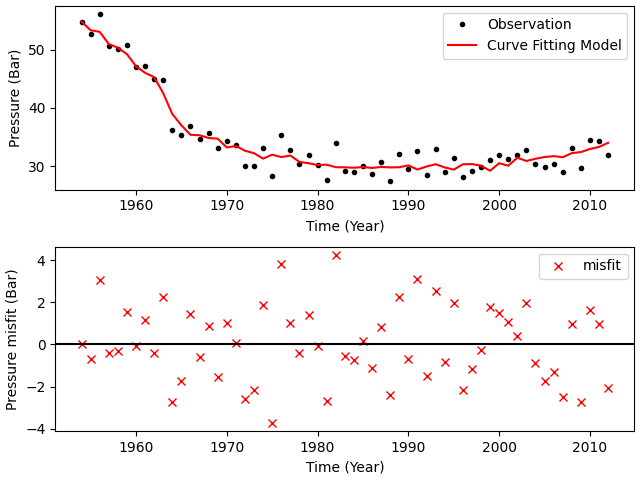 Observation
Curve Fitting Model
50
40
30
Pressure (Bar)
1960 1970 1980 1990 2000 2010
Time (Year)
misfit
4
2
0
−2
−4
Pressure misfit (Bar)
1960 1970 1980 1990 2000 2010
Time (Year)